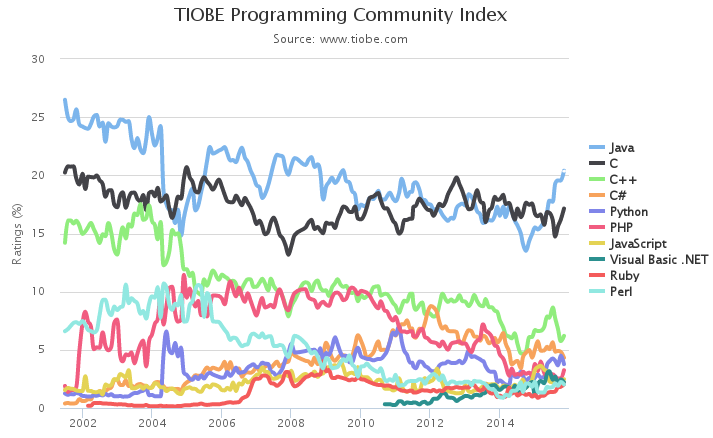 TIOBE Programming Community Index
Source: www.tiobe.com
Ratings (%)
30
25
20
15
10
5
0
2002 2004 2006 2008 2010 2012 2014
Java
C
C++
C#
Python
PHP
JavaScript
Visual Basic .NET
Ruby
Perl